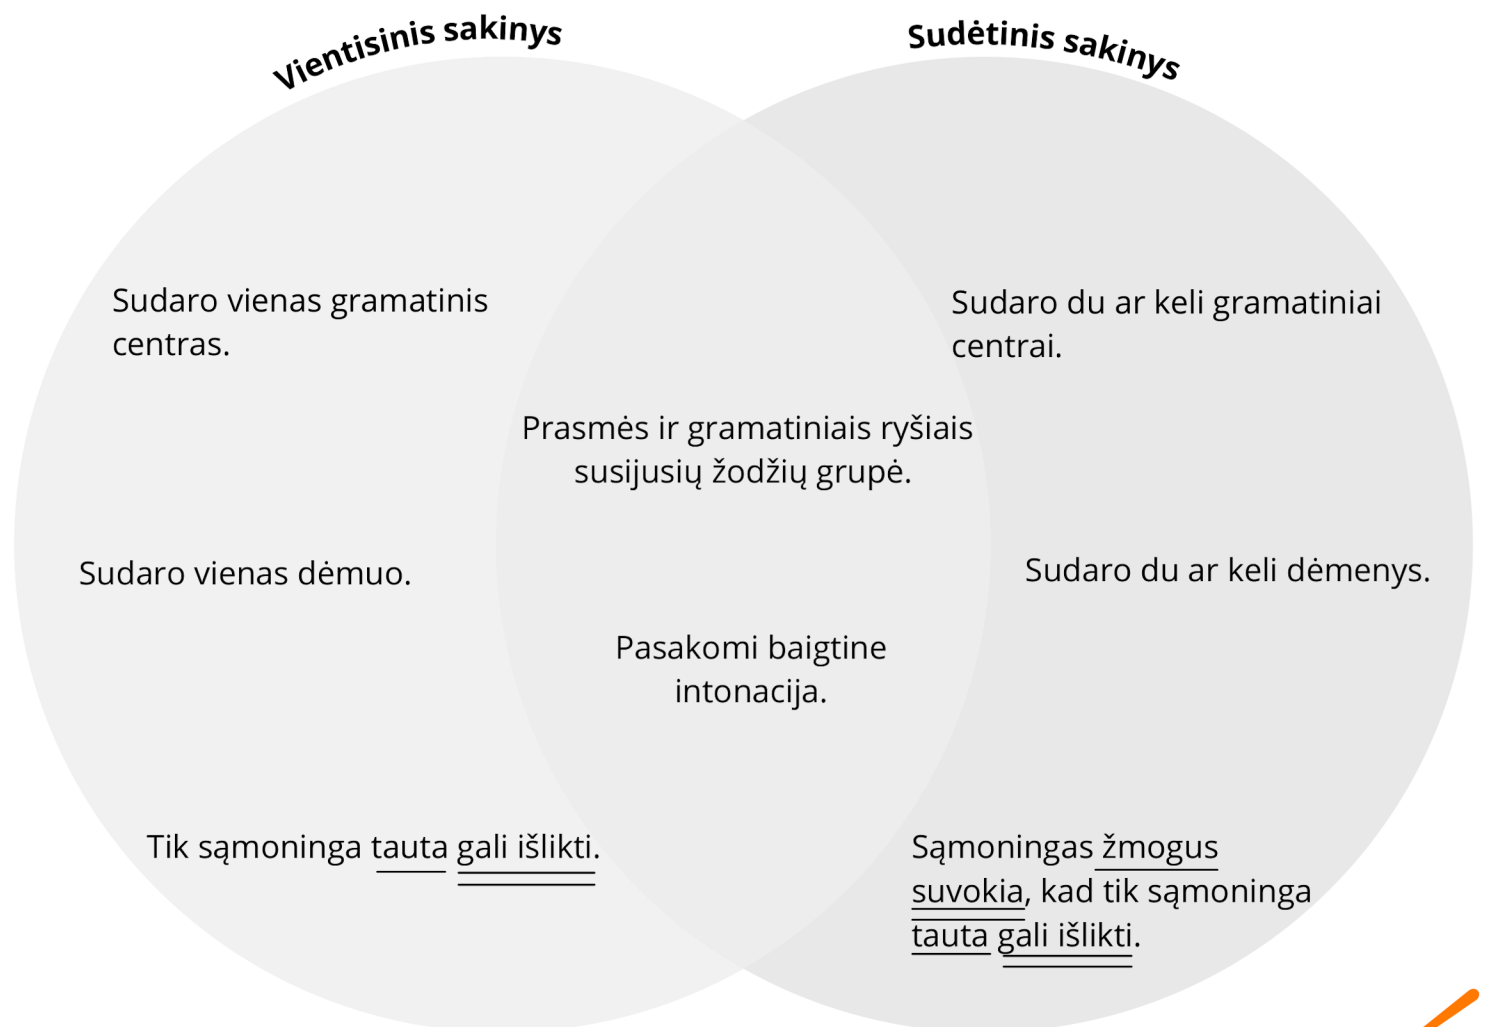 Vientisinis sakinys
Sudėtinis sakinys
Sudaro vienas gramatinis
centras.
Sudaro du ar keli gramatiniai
centrai.
Prasmės ir gramatiniais ryšiais
susijusių žodžių grupė.
Sudaro vienas dėmuo.
Sudaro du ar keli dėmenys.
Pasakomi baigtine
intonacija.
Tik sąmoninga tauta gali išlikti.
Sąmoningas žmogus
suvokia, kad tik sąmoninga
tauta gali išlikti.